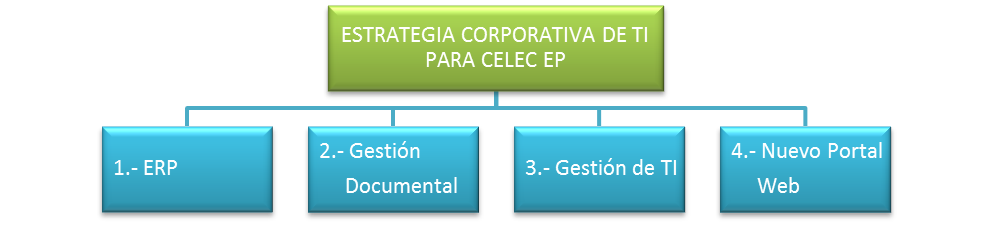 ESTRATEGIA CORPORATIVA DE TI
PARA CELEC EP
1.- ERP
2.- Gestión
Documental
3.- Gestión de TI
4.- Nuevo Portal
Web